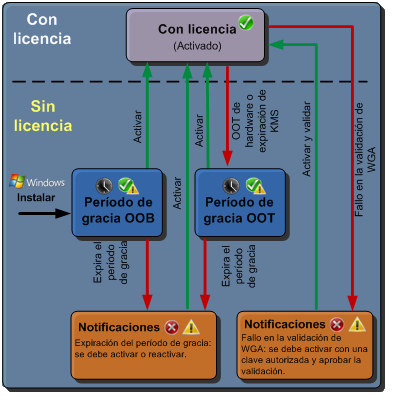 Con
licencia
Con licencia
(Activado)
Sin
licencia
Activar
Activar
Activar
OOT de
hardware o
expiración de
KMS
Activar y validar
Fallo en la validación de
WGA
Windows
Instalar
Período de
gracia OOB
Período de
gracia OOT
Expira el
período
de gracia
Expira el
período
de gracia
Notificaciones
Expiración del período de gracia:
se debe activar o reactivar.
Notificaciones
Fallo en la validación de
WGA: se debe activar con una
clave autorizada y aprobar la
validación.